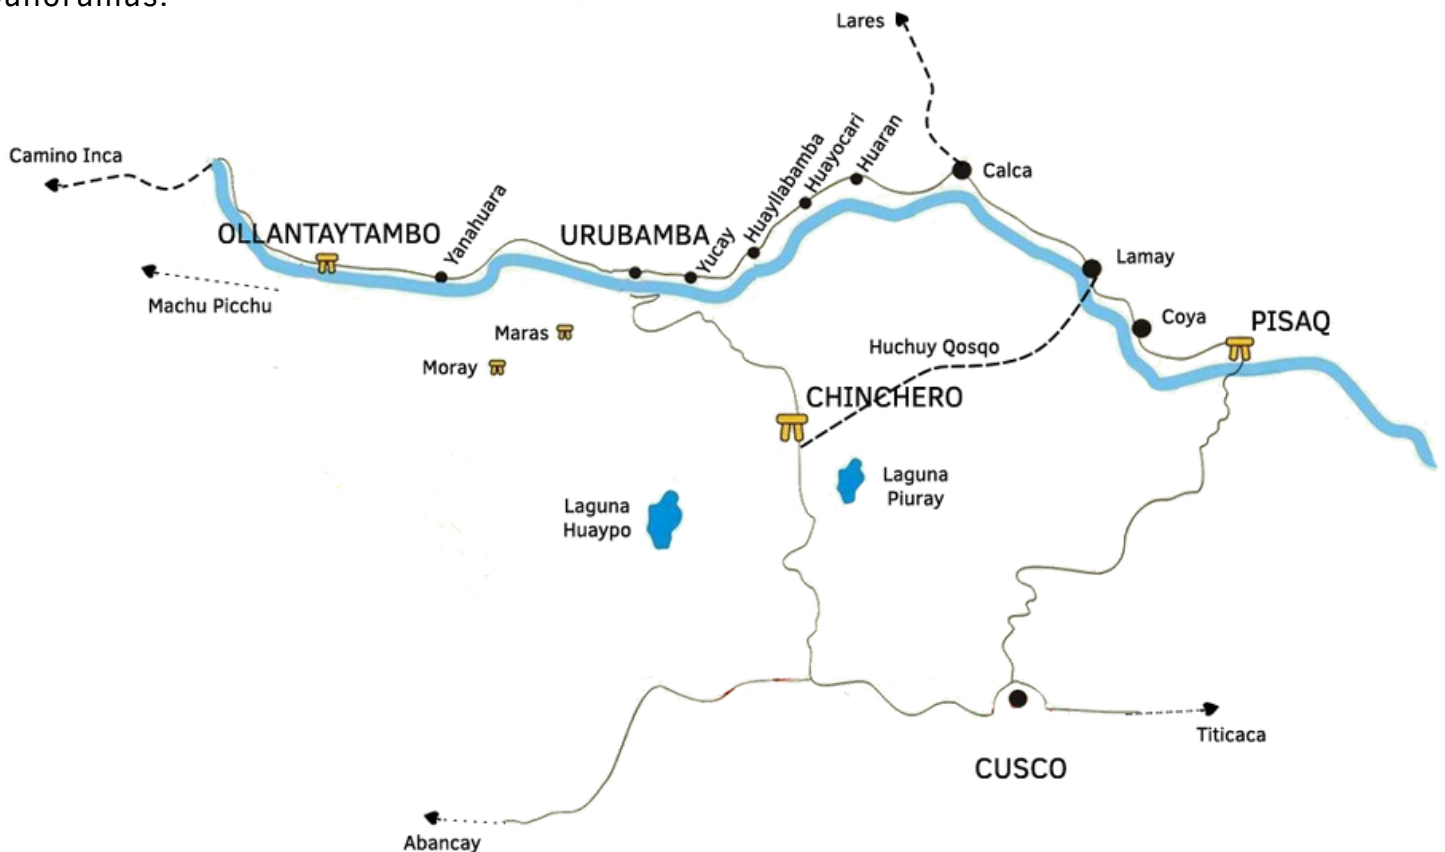 panoramas.
Lares
Camino Inca
Huaran
Huayocari
Huayllabamba
Calca
Yanahuara
OLLANTAYTAMBO
URUBAMBA
Yucay
Lamay
Machu Picchu
Coya
PISAQ
Maras
Huchuy Qosqo
Moray
CHINCHERO
Laguna
Piuray
Laguna
Huaypo
Titicaca
CUSCO
Abancay